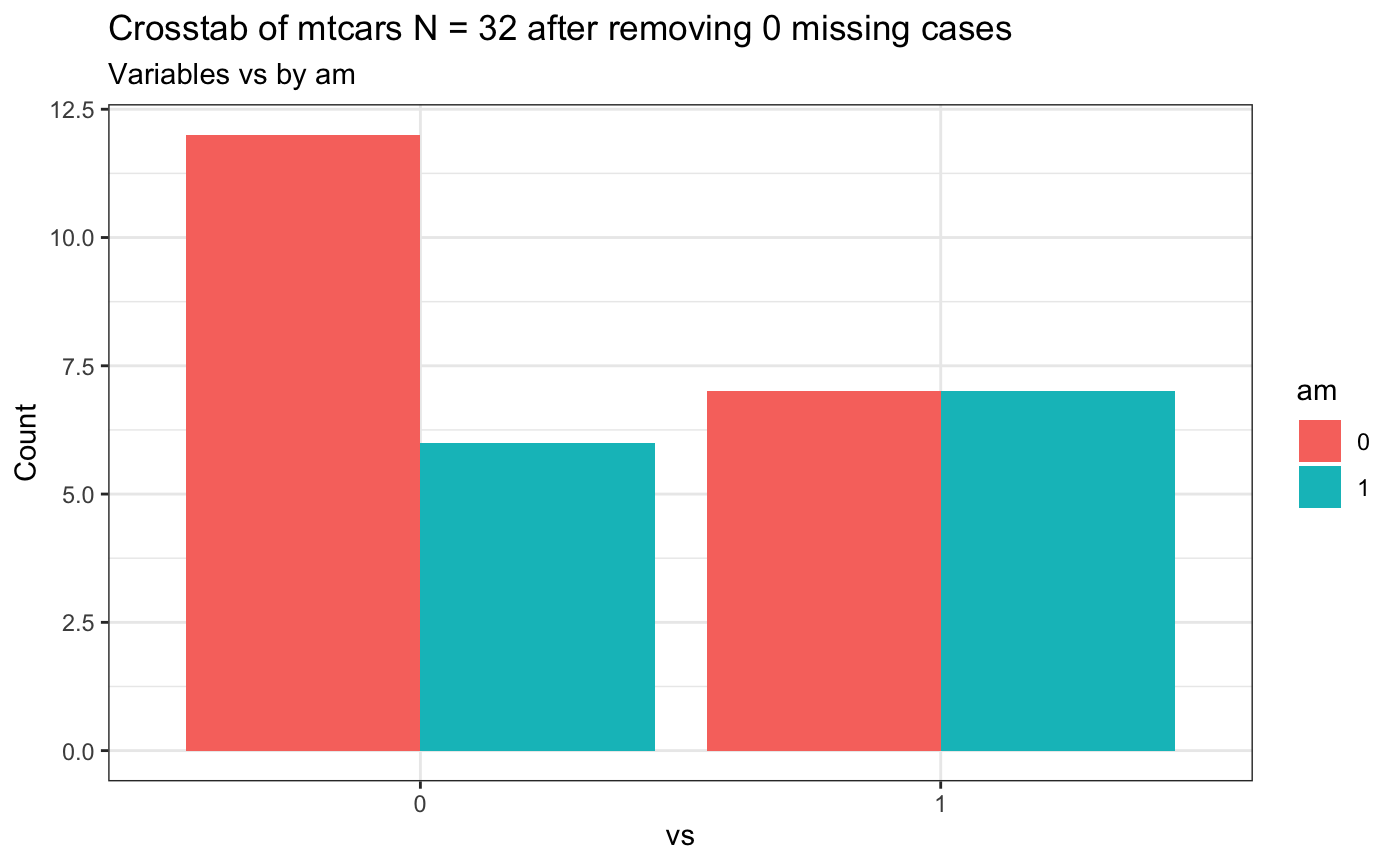 Crosstab of mtcars N = 32 after removing 0 missing cases
Variables vs by am
12.5
10.0
7.5
5.0
2.5
0.0
Count
0
1
vs
am
0
1